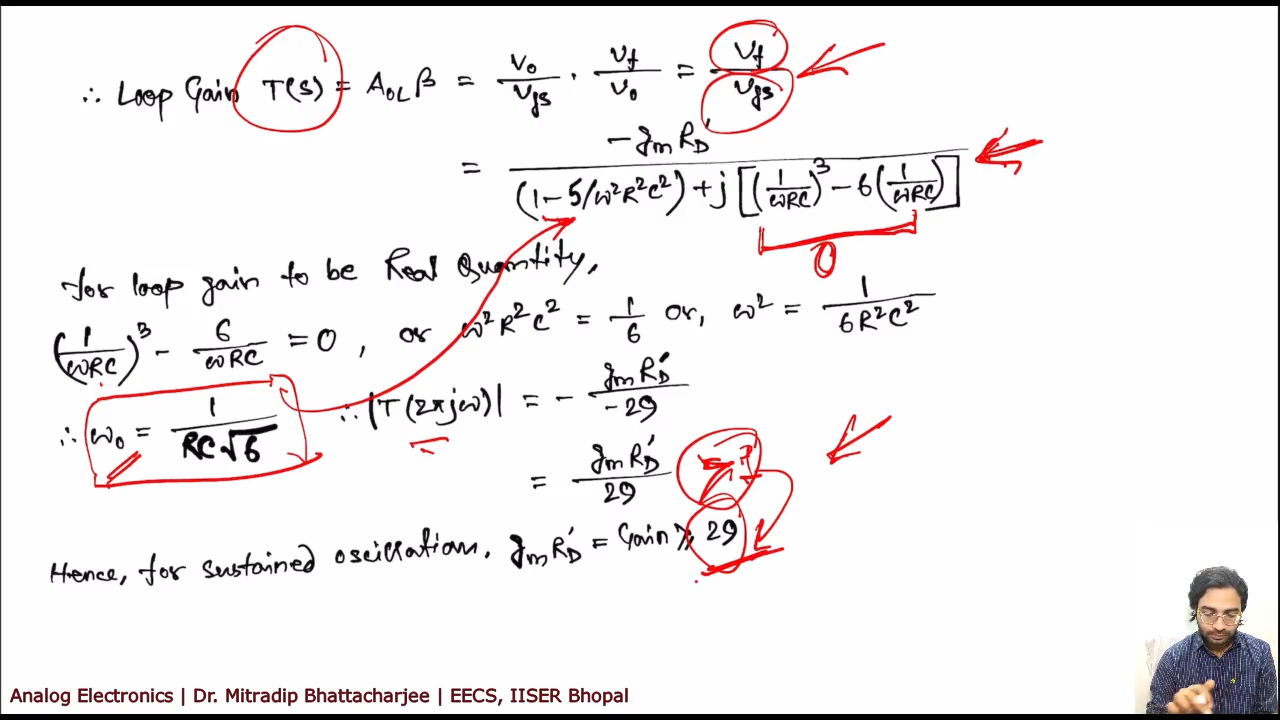 ∴ Loop Gain T(s) = A_OL β = V_o/V_gs · V_f/V_o = V_f/V_gs
= -g_m R_D' / (1-5/ω²R²C²) + j[(1/ωRC)³ - 6(1/ωRC)]
0
for loop gain to be Real Quantity,
(1/ωRC)³ - 6/ωRC = 0, or ω²R²C² = 1/6 or, ω² = 1/6R²C²
∴ ω_0 = 1/RC√6 ∴ |T(2πjω)| = - g_m R_D'/-29
= g_m R_D'/29
Hence, for sustained oscillation, g_m R_D' = Gain ≥ 29
Analog Electronics | Dr. Mitradip Bhattacharjee | EECS, IISER Bhopal